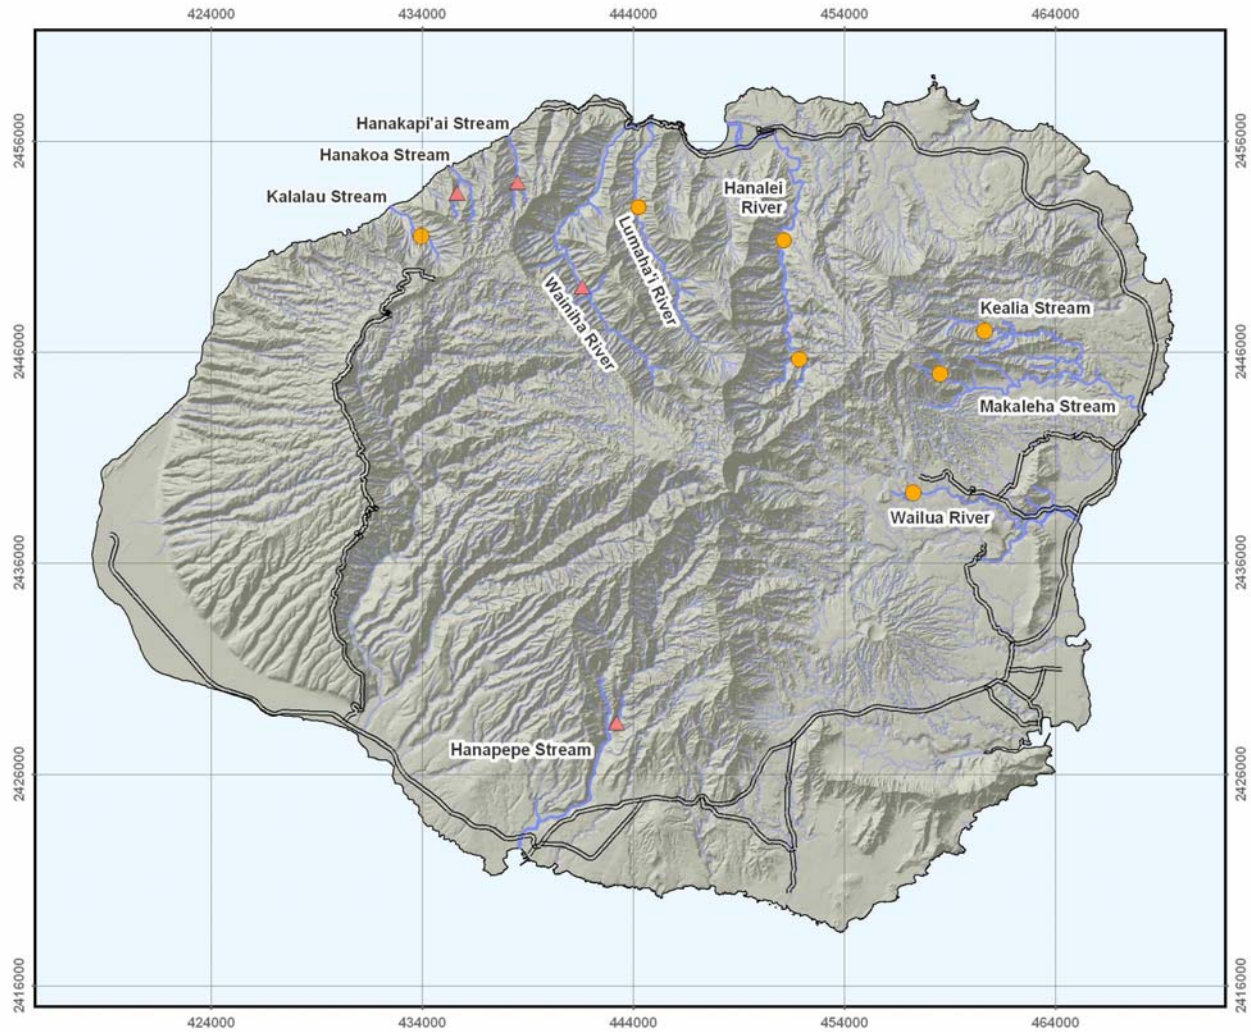 424000
434000
444000
454000
464000
2456000
2456000
Hanakapi'ai Stream
Hanakoa Stream
Kalalau Stream
Hanalei
River
Lumaha'i River
Wainiha River
Kealia Stream
2446000
2446000
Makaleha Stream
Wailua River
2436000
2436000
Hanapepe Stream
2426000
2426000
2416000
2416000
424000
434000
444000
454000
464000